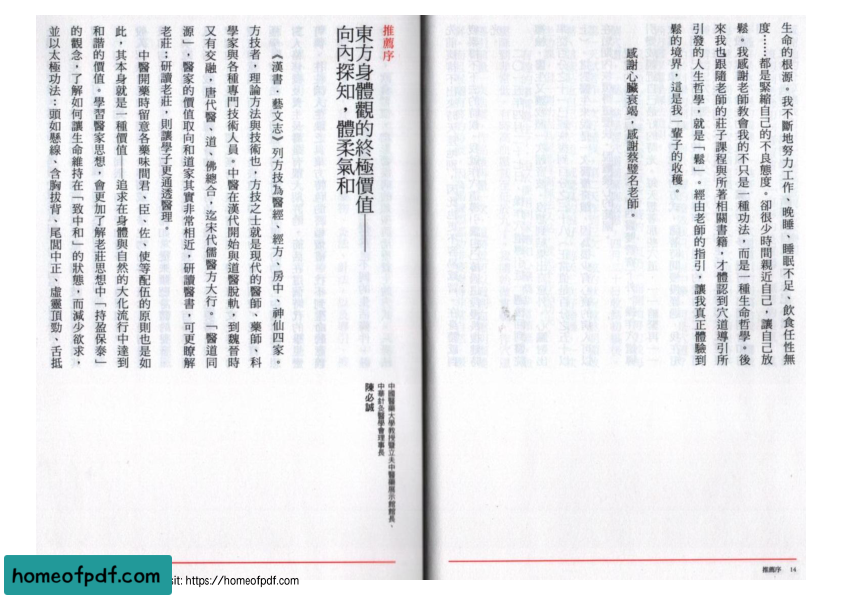 生命的根源。我不斷地努力工作、晚睡、睡眠不足、飲食任性無
度……都是緊縮自己的不良態度。卻很少時間親近自己，讓自己放
鬆。我感謝老師教會我的不只是一種功法，而是一種生命哲學。後
來我也跟隨老師的莊子課程與所著相關書籍，才體認到穴道導引所
引發的人生哲學，就是「鬆」。經由老師的指引，讓我真正體驗到
鬆的境界，這是我一輩子的收穫。
感謝心臟衰竭，感謝蔡璧名老師。
推薦序 14
推薦序
東方身體觀的終極價值——
向內探知，體柔氣和
中國醫藥大學教授暨立夫中醫藥展示館館長、
中華針灸醫學會理事長
陳必誠
《漢書·藝文志》列方技為醫經、經方、房中、神仙四家。
方技者，理論方法與技術也，方技之士就是現代的醫師、藥師、科
學家與各種專門技術人員。中醫在漢代開始與道醫脫軌，到魏晉時
又有交融，唐代醫、道、佛總合，迄宋代儒醫方大行。「醫道同
源」，醫家的價值取向和道家其實非常相近，研讀醫書，可更瞭解
老莊；研讀老莊，則讓學子更通透醫理。
中醫開藥時留意各藥味間君、臣、佐、使等配伍的原則也是如
此，其本身就是一種價值——追求在身體與自然的大化流行中達到
和諧的價值。學習醫家思想，會更加了解老莊思想中「持盈保泰」
的觀念，了解如何讓生命維持在「致中和」的狀態，而減少欲求，
並以太極功法：頭如懸線、含胸拔背、尾閭中正、虛靈頂勁、舌抵
homeofpdf.com
sit: https://homeofpdf.com